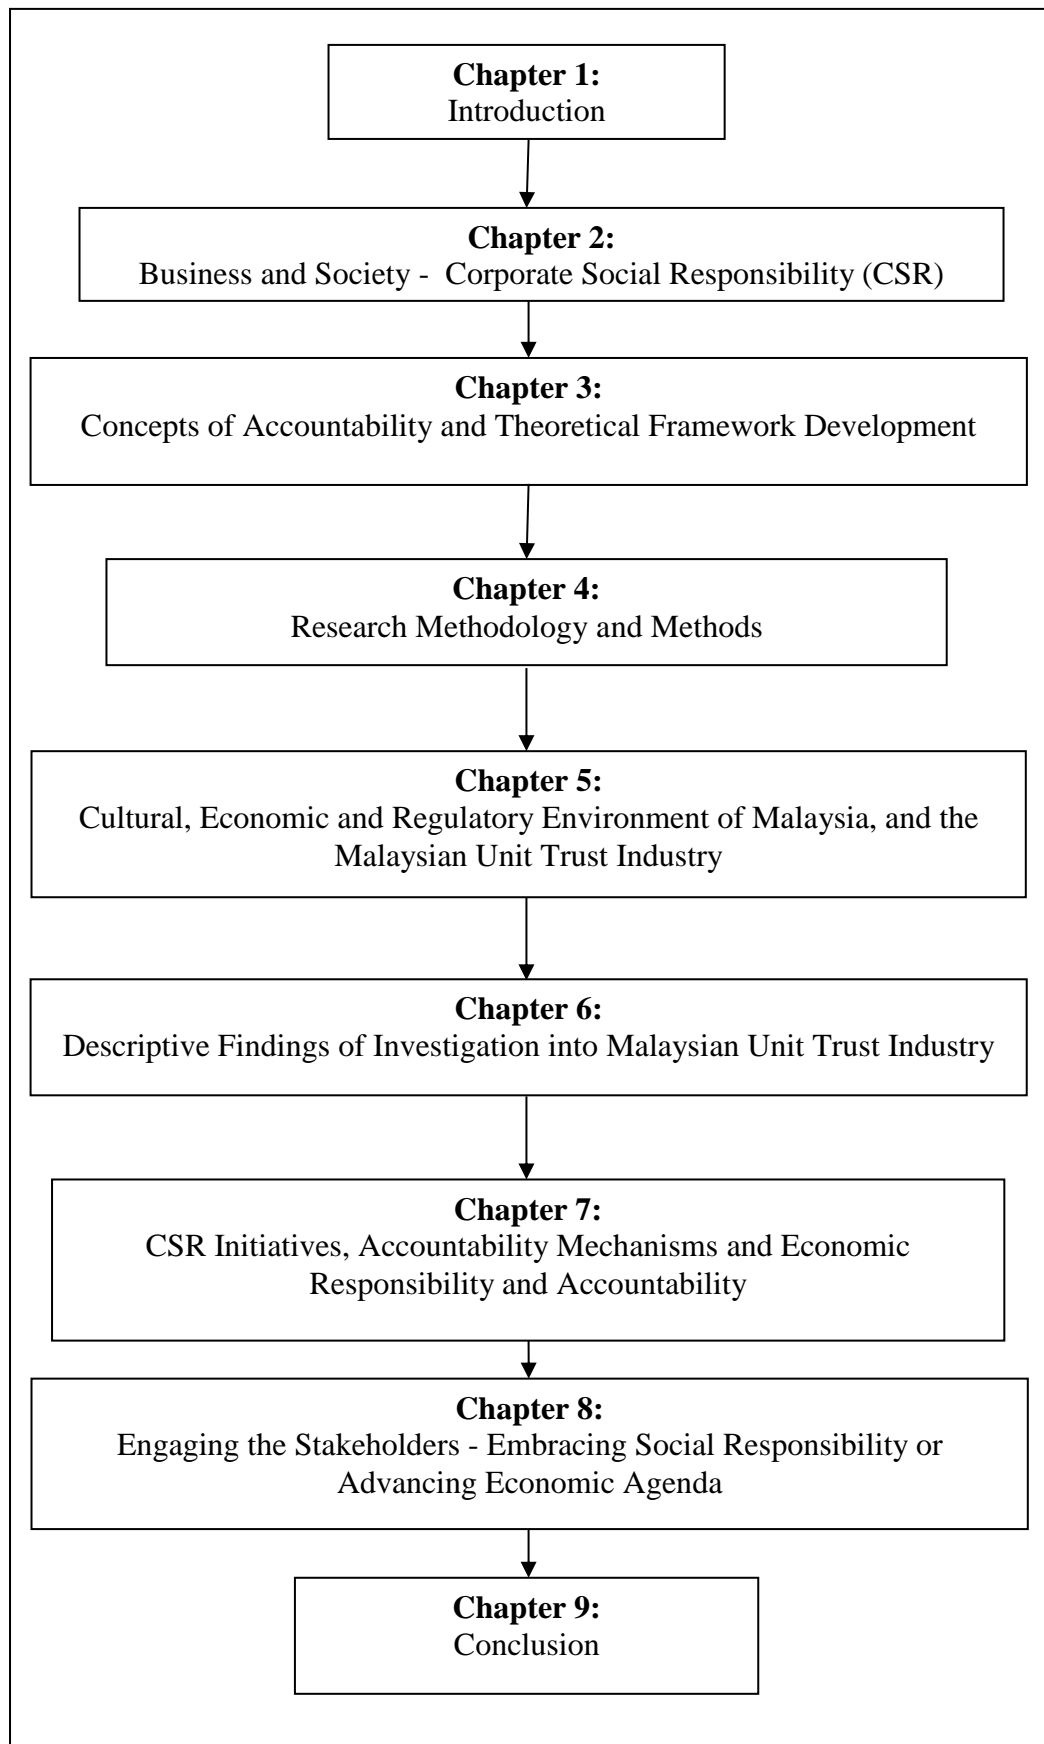 Chapter 1:
Introduction
Chapter 2:
Business and Society - Corporate Social Responsibility (CSR)
Chapter 3:
Concepts of Accountability and Theoretical Framework Development
Chapter 4:
Research Methodology and Methods
Chapter 5:
Cultural, Economic and Regulatory Environment of Malaysia, and the
Malaysian Unit Trust Industry
Chapter 6:
Descriptive Findings of Investigation into Malaysian Unit Trust Industry
Chapter 7:
CSR Initiatives, Accountability Mechanisms and Economic
Responsibility and Accountability
Chapter 8:
Engaging the Stakeholders - Embracing Social Responsibility or
Advancing Economic Agenda
Chapter 9:
Conclusion